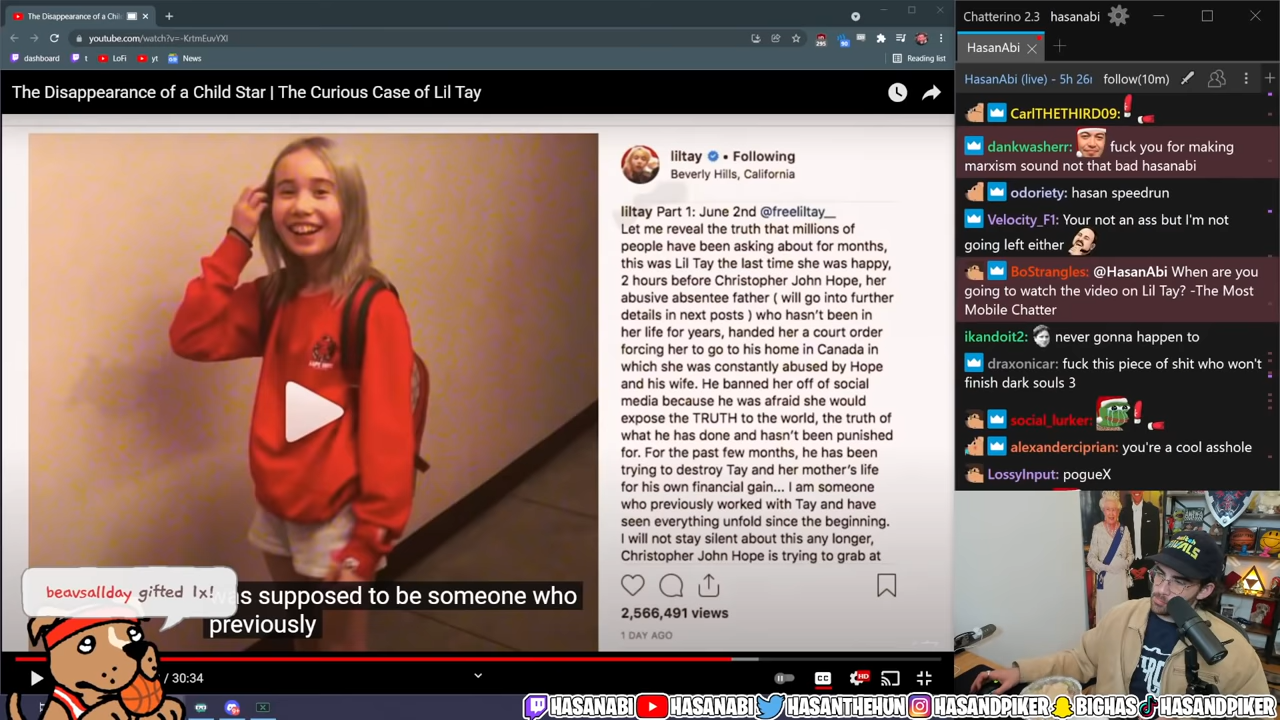 The Disappearance of a Chil
youtube.com/watch?v=-KrtmEuvYXI
dashboard
t
LoFi
yt
News
Reading list
The Disappearance of a Child Star | The Curious Case of Lil Tay
liltay • Following
Beverly Hills, California
liltay Part 1: June 2nd @freeliltay__
Let me reveal the truth that millions of
people have been asking about for months,
this was Lil Tay the last time she was happy,
2 hours before Christopher John Hope, her
abusive absentee father ( will go into further
details in next posts ) who hasn't been in
her life for years, handed her a court order
forcing her to go to his home in Canada in
which she was constantly abused by Hope
and his wife. He banned her off of social
media because he was afraid she would
expose the TRUTH to the world, the truth of
what he has done and hasn't been punished
for. For the past few months, he has been
trying to destroy Tay and her mother's life
for his own financial gain... I am someone
who previously worked with Tay and have
seen everything unfold since the beginning.
I will not stay silent about this any longer,
Christopher John Hope is trying to grab at
2,566,491 views
1 DAY AGO
was supposed to be someone who
previously
beavsallday gifted 1x!
/ 30:34
CC
HD
Chatterino 2.3
hasanabi
HasanAbi
HasanAbi (live) - 5h 26
follow(10m)
CarlTHETHIRD09:
dankwasherr: fuck you for making
marxism sound not that bad hasanabi
odoriety: hasan speedrun
Velocity_F1: Your not an ass but I'm not
going left either
BoStrangles: @HasanAbi When are you
going to watch the video on Lil Tay? -The Most
Mobile Chatter
ikandoit2: never gonna happen to
draxonicar: fuck this piece of shit who won't
finish dark souls 3
social_lurker:
alexanderciprian: you're a cool asshole
LossyInput: pogueX
HASANABI
HASANABI
HASANTHEHUN
HASANDPIKER
BIGHAS
HASANDPIKER